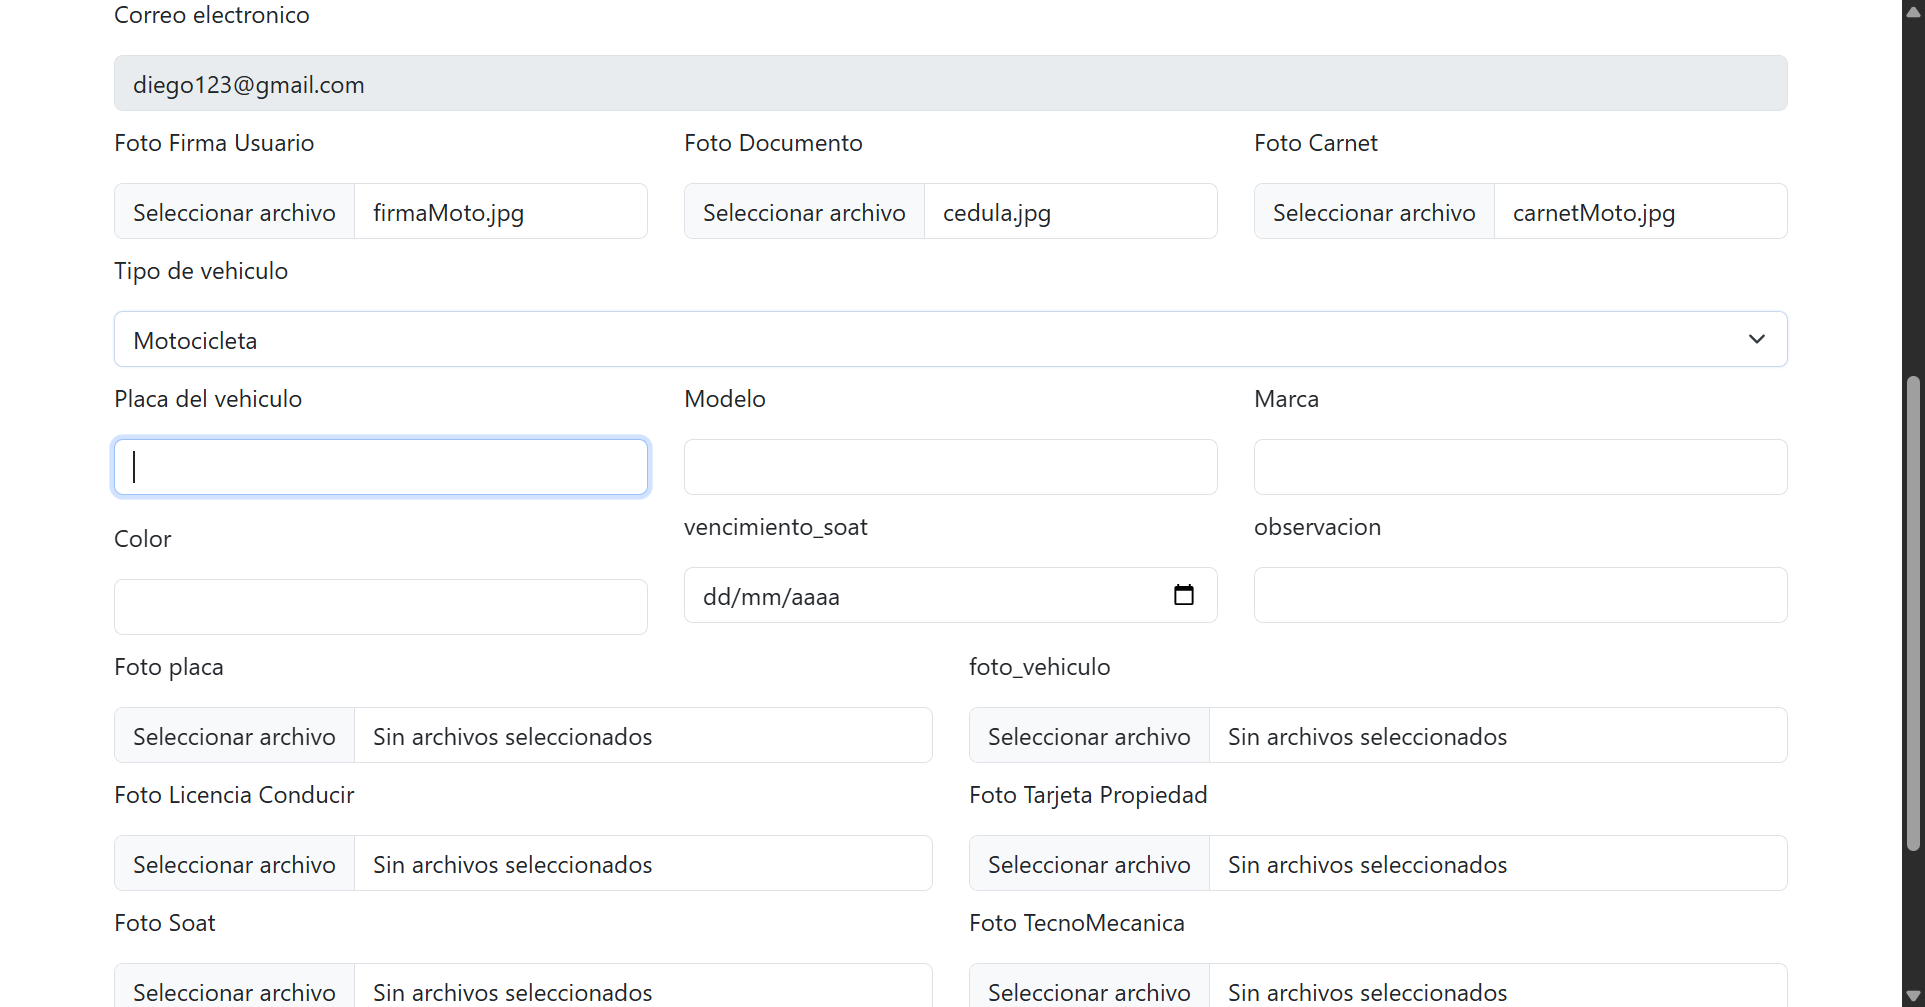 Correo electronico
diego123@gmail.com
Foto Firma Usuario
Foto Documento
Foto Carnet
Seleccionar archivo firmaMoto.jpg
Seleccionar archivo cedula.jpg
Seleccionar archivo carnetMoto.jpg
Tipo de vehiculo
Motocicleta
Placa del vehiculo
Modelo
Marca
Color
vencimiento_soat
observacion
dd/mm/aaaa
Foto placa
foto_vehiculo
Seleccionar archivo Sin archivos seleccionados
Seleccionar archivo Sin archivos seleccionados
Foto Licencia Conducir
Foto Tarjeta Propiedad
Seleccionar archivo Sin archivos seleccionados
Seleccionar archivo Sin archivos seleccionados
Foto Soat
Foto TecnoMecanica
Seleccionar archivo Sin archivos seleccionados
Seleccionar archivo Sin archivos seleccionados